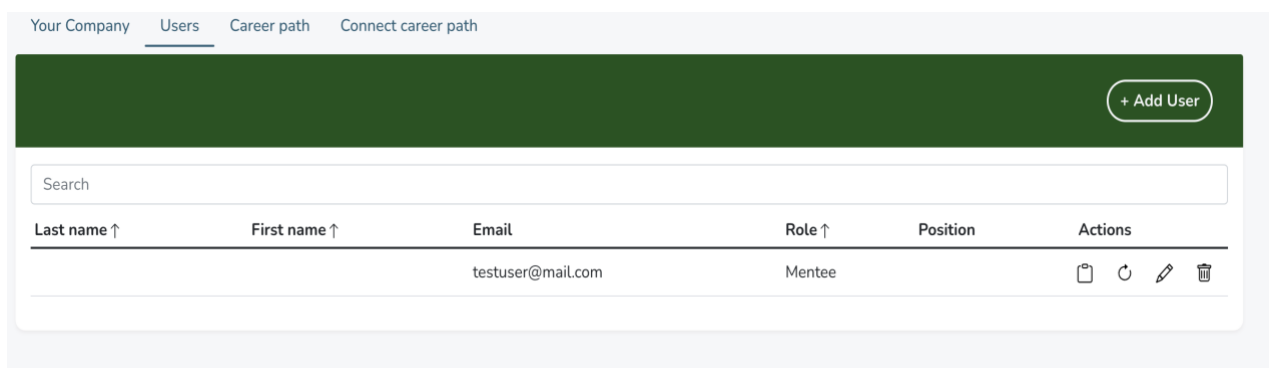 Your Company Users Career path Connect career path
+ Add User
Search
Last name ↑ First name ↑ Email Role ↑ Position Actions
testuser@mail.com Mentee